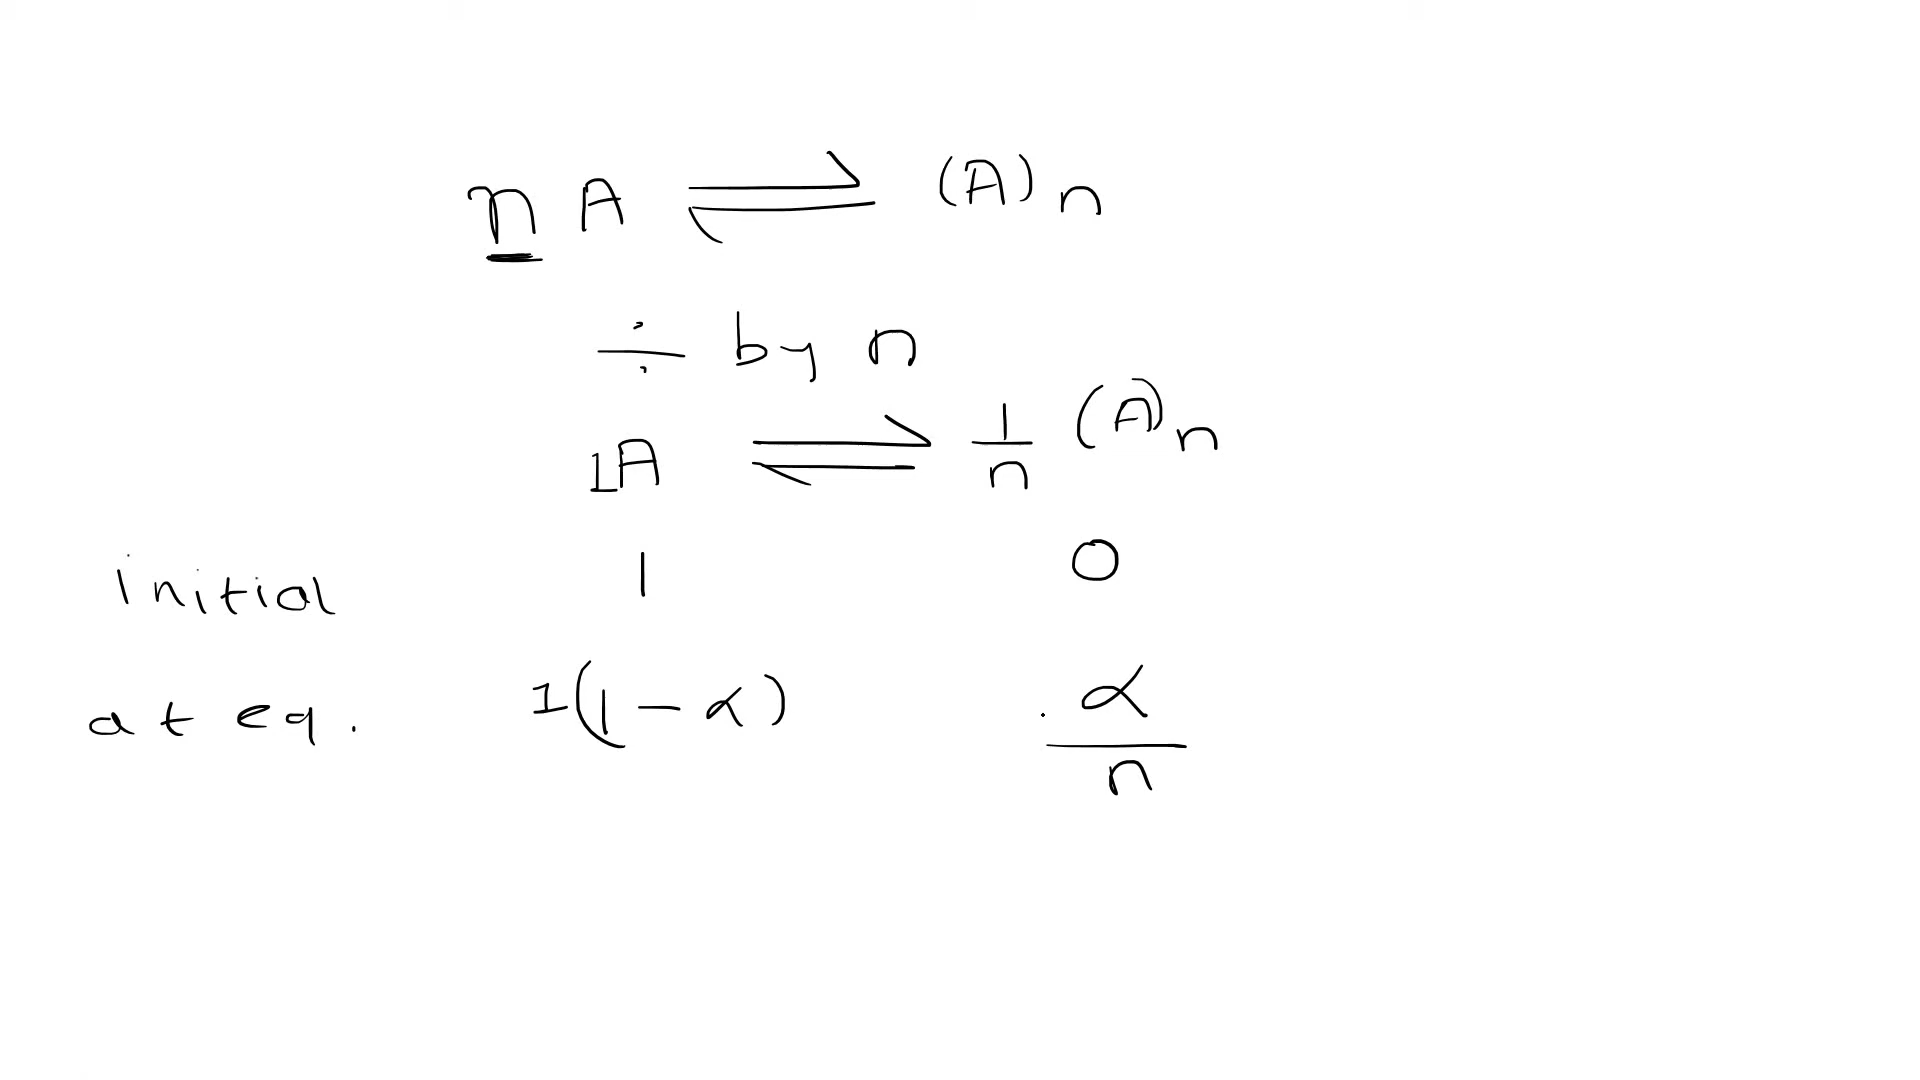 n A ⇌ (A)n
÷ by n
1A ⇌ 1/n (A)n
initial 1 0
at eq. 1(1-α) α/n